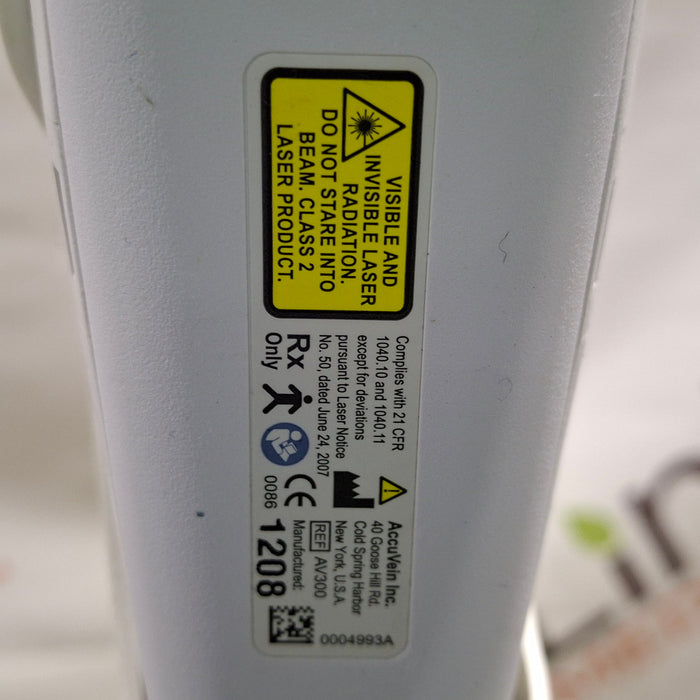 VISIBLE AND
INVISIBLE LASER
RADIATION.
DO NOT STARE INTO
BEAM. CLASS 2
LASER PRODUCT.
Complies with 21 CFR
1040.10 and 1040.11
except for deviations
pursuant to Laser Notice
No. 50, dated June 24, 2007
Rx
Only
CE
0086
AccuVein Inc.
40 Goose Hill Rd.
Cold Spring Harbor
New York, U.S.A.
REF AV300
Manufactured:
1208
0004993A